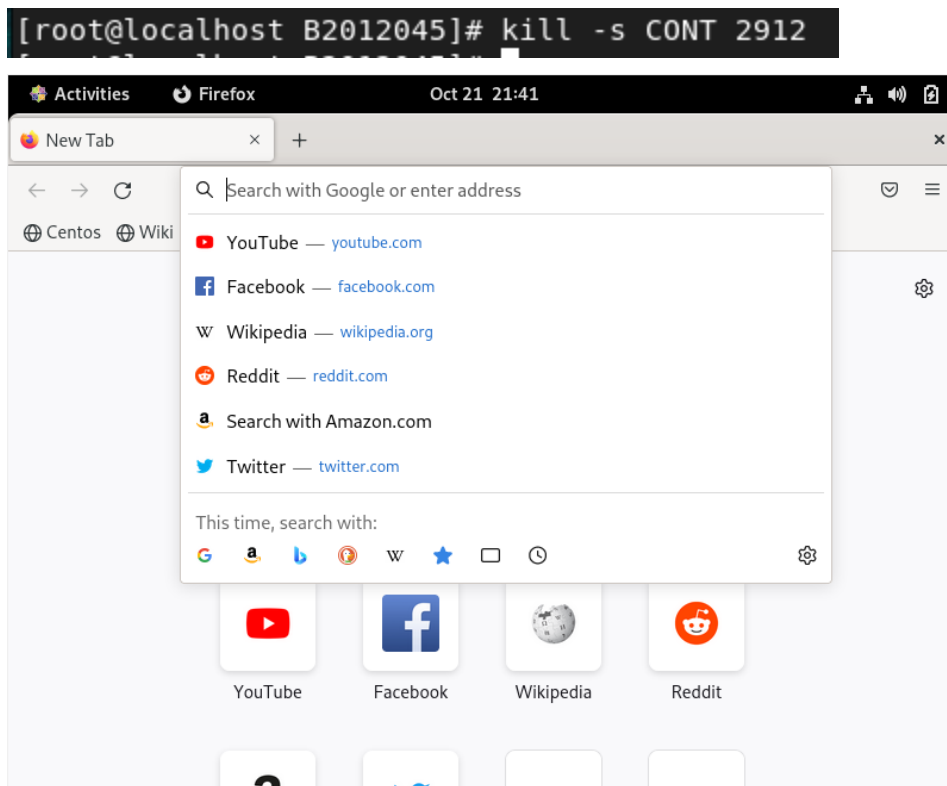 [root@localhost B2012045]# kill -s CONT 2912
Activities Firefox Oct 21 21:41
New Tab
Search with Google or enter address
Centos Wiki
YouTube — youtube.com
Facebook — facebook.com
Wikipedia — wikipedia.org
Reddit — reddit.com
Search with Amazon.com
Twitter — twitter.com
This time, search with:
YouTube Facebook Wikipedia Reddit